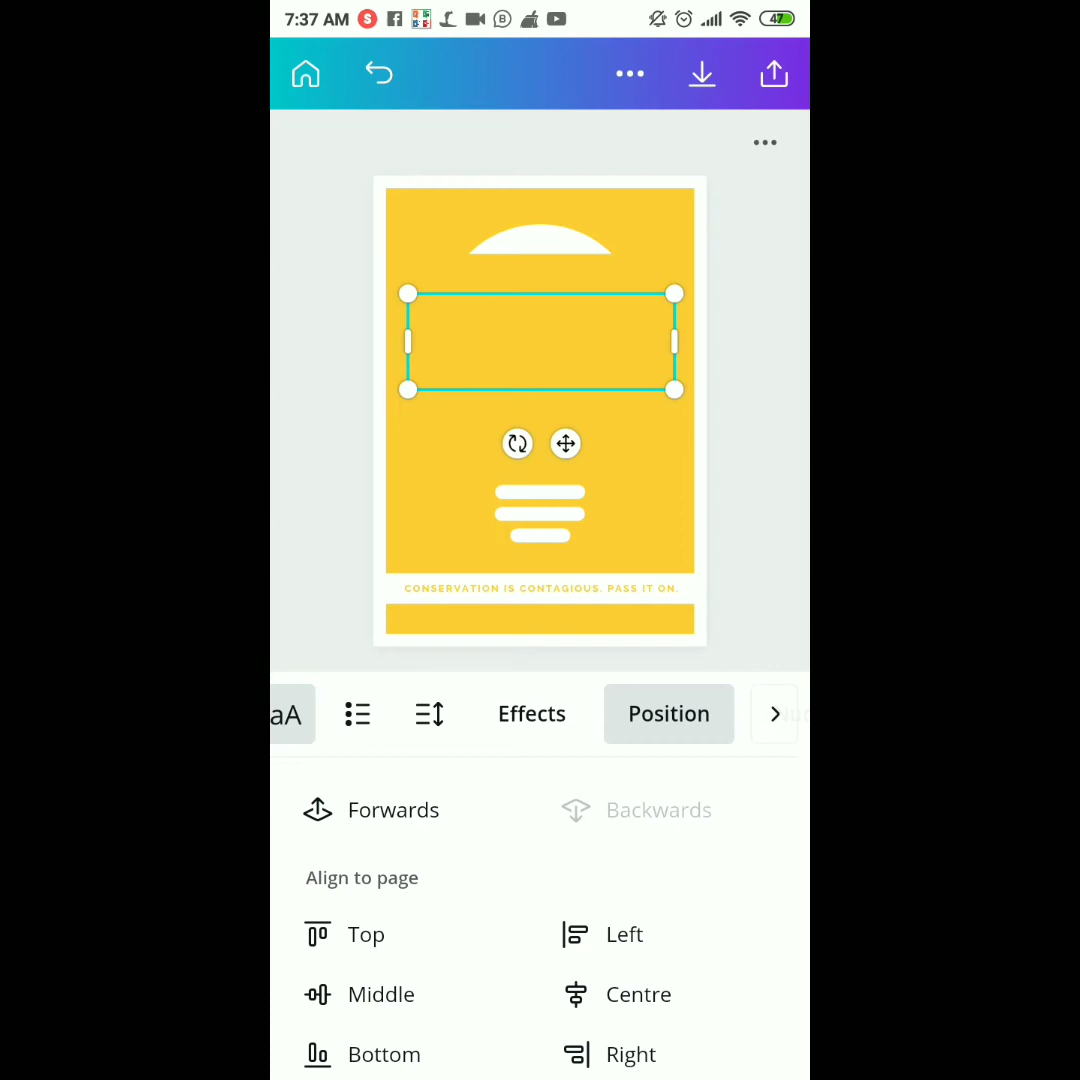 7:37 AM
47
CONSERVATION IS CONTAGIOUS. PASS IT ON.
aA
Effects
Position
Forwards
Backwards
Align to page
Top
Left
Middle
Centre
Bottom
Right